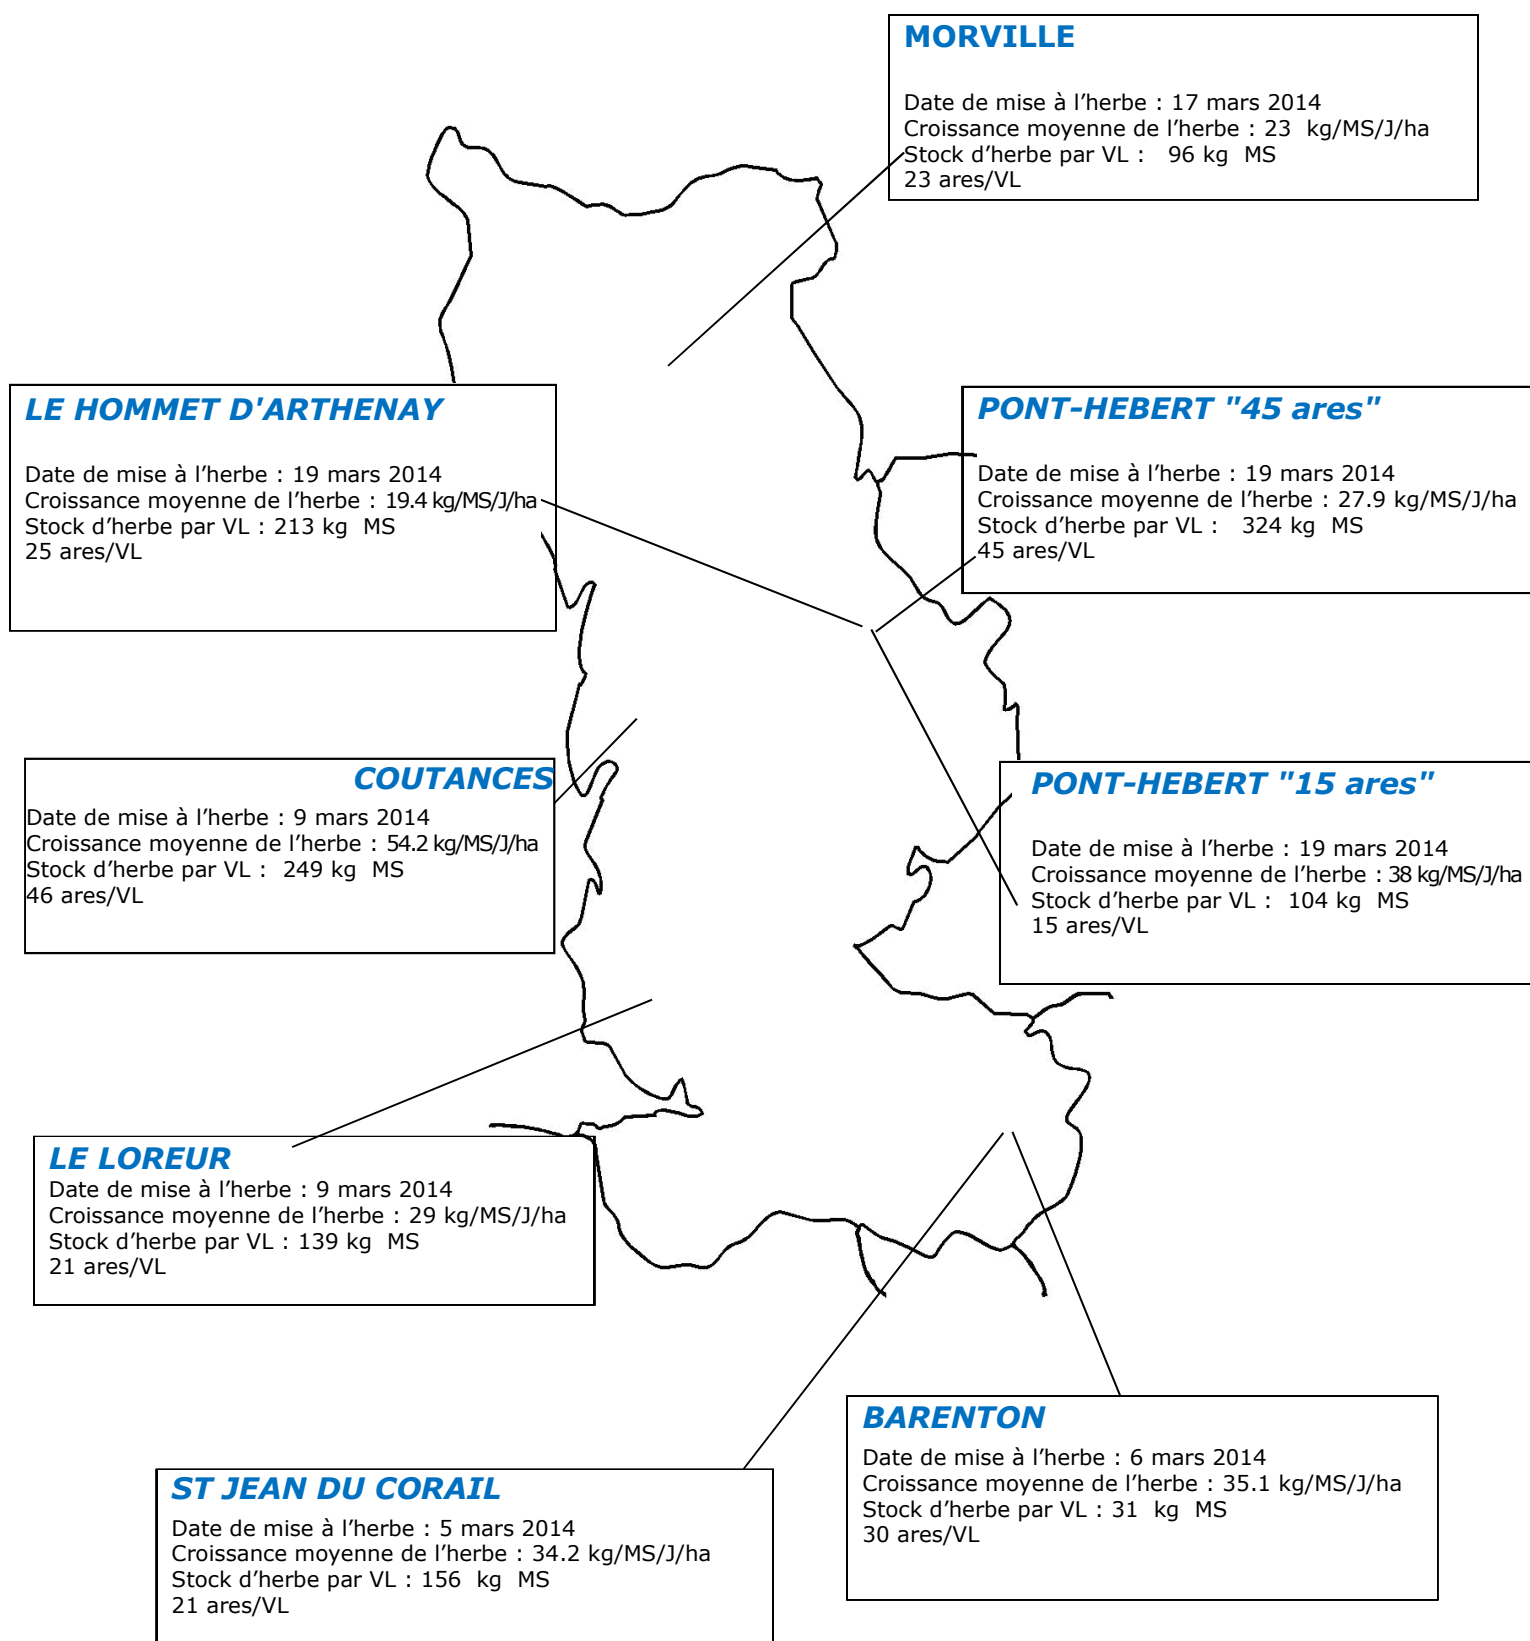 MORVILLE
Date de mise à l'herbe : 17 mars 2014
Croissance moyenne de l'herbe : 23 kg/MS/J/ha
Stock d'herbe par VL : 96 kg MS
23 ares/VL
LE HOMMET D'ARTHENAY
Date de mise à l'herbe : 19 mars 2014
Croissance moyenne de l'herbe : 19.4 kg/MS/J/ha
Stock d'herbe par VL : 213 kg MS
25 ares/VL
PONT-HEBERT "45 ares"
Date de mise à l'herbe : 19 mars 2014
Croissance moyenne de l'herbe : 27.9 kg/MS/J/ha
Stock d'herbe par VL : 324 kg MS
45 ares/VL
COUTANCES
Date de mise à l'herbe : 9 mars 2014
Croissance moyenne de l'herbe : 54.2 kg/MS/J/ha
Stock d'herbe par VL : 249 kg MS
46 ares/VL
PONT-HEBERT "15 ares"
Date de mise à l'herbe : 19 mars 2014
Croissance moyenne de l'herbe : 38 kg/MS/J/ha
Stock d'herbe par VL : 104 kg MS
15 ares/VL
LE LOREUR
Date de mise à l'herbe : 9 mars 2014
Croissance moyenne de l'herbe : 29 kg/MS/J/ha
Stock d'herbe par VL : 139 kg MS
21 ares/VL
BARENTON
Date de mise à l'herbe : 6 mars 2014
Croissance moyenne de l'herbe : 35.1 kg/MS/J/ha
Stock d'herbe par VL : 31 kg MS
30 ares/VL
ST JEAN DU CORAIL
Date de mise à l'herbe : 5 mars 2014
Croissance moyenne de l'herbe : 34.2 kg/MS/J/ha
Stock d'herbe par VL : 156 kg MS
21 ares/VL